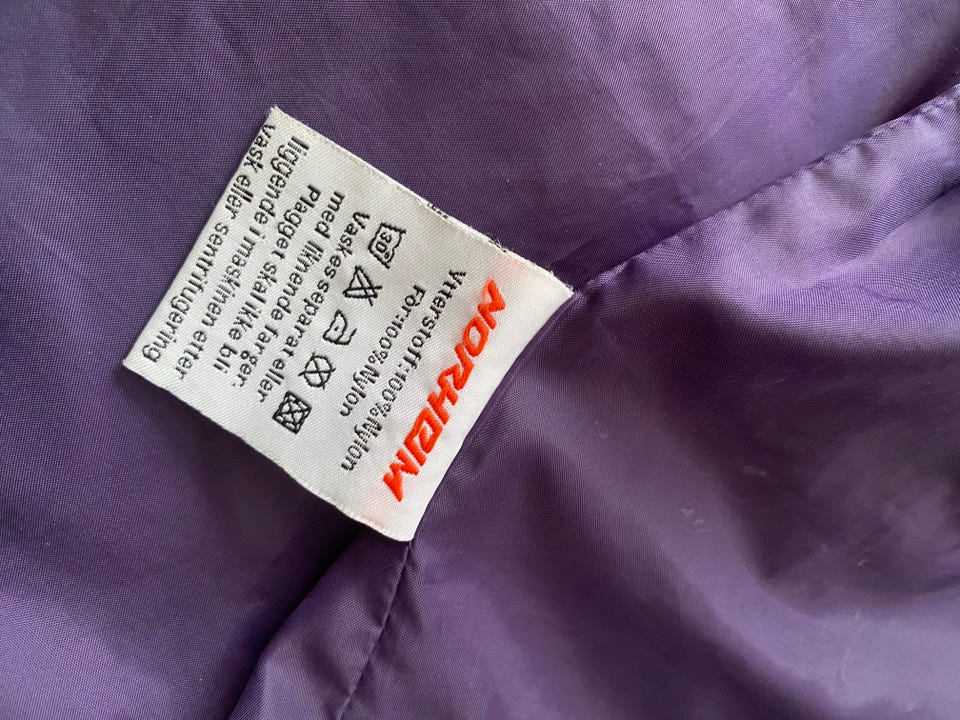 NORHEIM
Ytterstoff:100%Nylon
Fôr:100%Nylon
30°
Vaskes separat eller
med liknende farger.
Plagget skal ikke bli
liggende i maskinen etter
vask eller sentrifugering